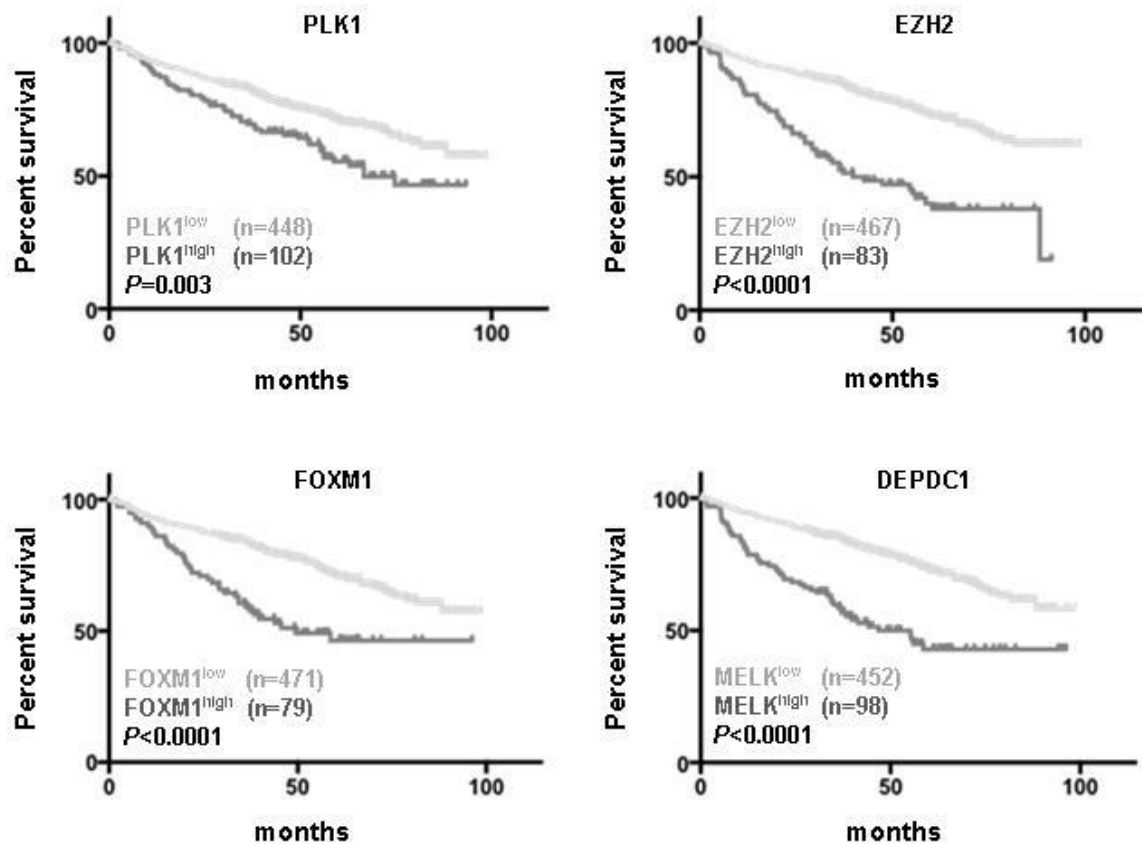 PLK1
Percent survival
100
50
0
PLK1low (n=448)
PLK1high (n=102)
P=0.003
0 50 100
months
EZH2
Percent survival
100
50
0
EZH2low (n=467)
EZH2high (n=83)
P<0.0001
0 50 100
months
FOXM1
Percent survival
100
50
0
FOXM1low (n=471)
FOXM1high (n=79)
P<0.0001
0 50 100
months
DEPDC1
Percent survival
100
50
0
MELKlow (n=452)
MELKhigh (n=98)
P<0.0001
0 50 100
months